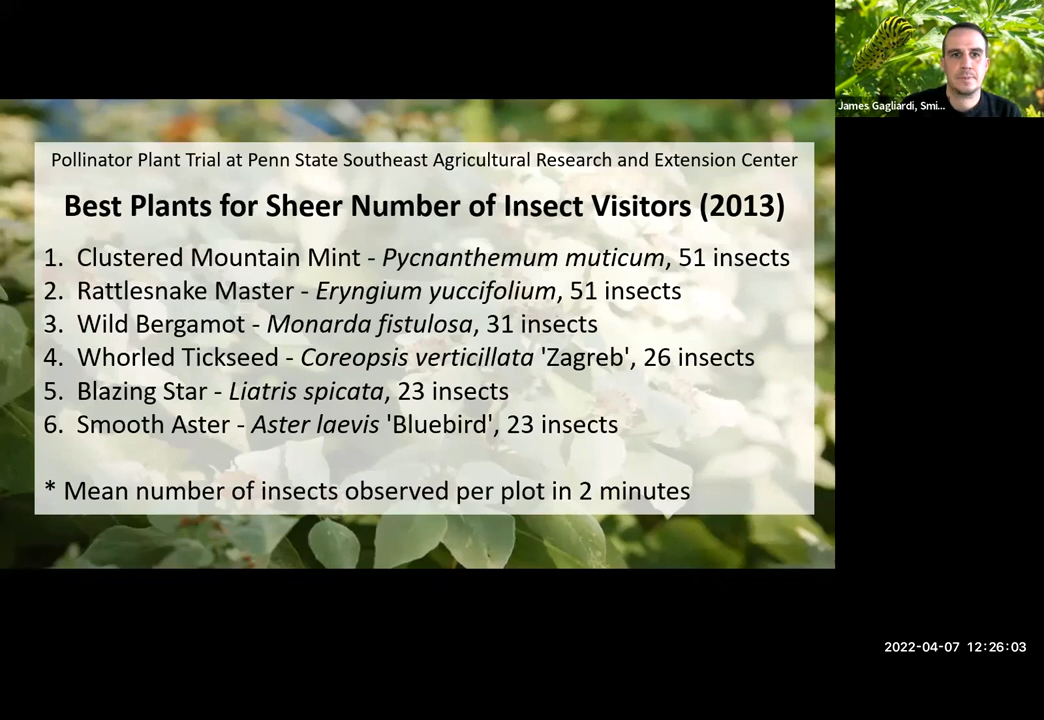 Pollinator Plant Trial at Penn State Southeast Agricultural Research and Extension Center
Best Plants for Sheer Number of Insect Visitors (2013)
1. Clustered Mountain Mint - Pycnanthemum muticum, 51 insects
2. Rattlesnake Master - Eryngium yuccifolium, 51 insects
3. Wild Bergamot - Monarda fistulosa, 31 insects
4. Whorled Tickseed - Coreopsis verticillata 'Zagreb', 26 insects
5. Blazing Star - Liatris spicata, 23 insects
6. Smooth Aster - Aster laevis 'Bluebird', 23 insects
* Mean number of insects observed per plot in 2 minutes
James Gagliardi, Smi...
2022-04-07 12:26:03